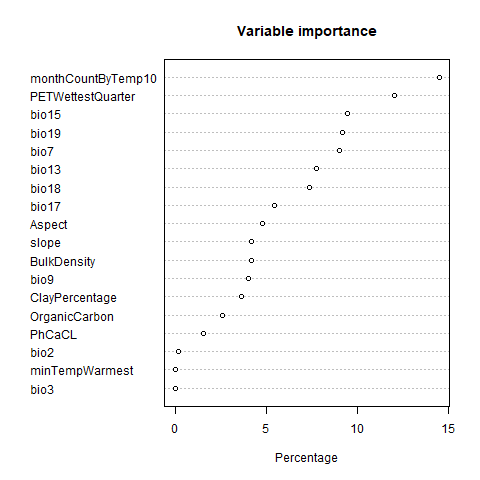 Variable importance
monthCountByTemp10
PETWettestQuarter
bio15
bio19
bio7
bio13
bio18
bio17
Aspect
slope
BulkDensity
bio9
ClayPercentage
OrganicCarbon
PhCaCL
bio2
minTempWarmest
bio3
0 5 10 15
Percentage